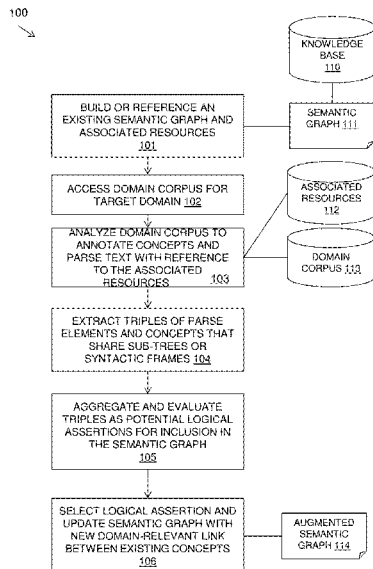 100
KNOWLEDGE
BASE
110
BUILD OR REFERENCE AN
EXISTING SEMANTIC GRAPH AND
ASSOCIATED RESOURCES
101
SEMANTIC
GRAPH 111
ACCESS DOMAIN CORPUS FOR
TARGET DOMAIN 102
ASSOCIATED
RESOURCES
112
ANALYZE DOMAIN CORPUS TO
ANNOTATE CONCEPTS AND
PARSE TEXT WITH REFERENCE
TO THE ASSOCIATED
RESOURCES 103
DOMAIN
CORPUS 113
EXTRACT TRIPLES OF PARSE
ELEMENTS AND CONCEPTS THAT
SHARE SUB-TREES OR
SYNTACTIC FRAMES 104
AGGREGATE AND EVALUATE
TRIPLES AS POTENTIAL LOGICAL
ASSERTIONS FOR INCLUSION IN
THE SEMANTIC GRAPH
105
SELECT LOGICAL ASSERTION AND
UPDATE SEMANTIC GRAPH WITH
NEW DOMAIN-RELEVANT LINK
BETWEEN EXISTING CONCEPTS
106
AUGMENTED
SEMANTIC
GRAPH 114